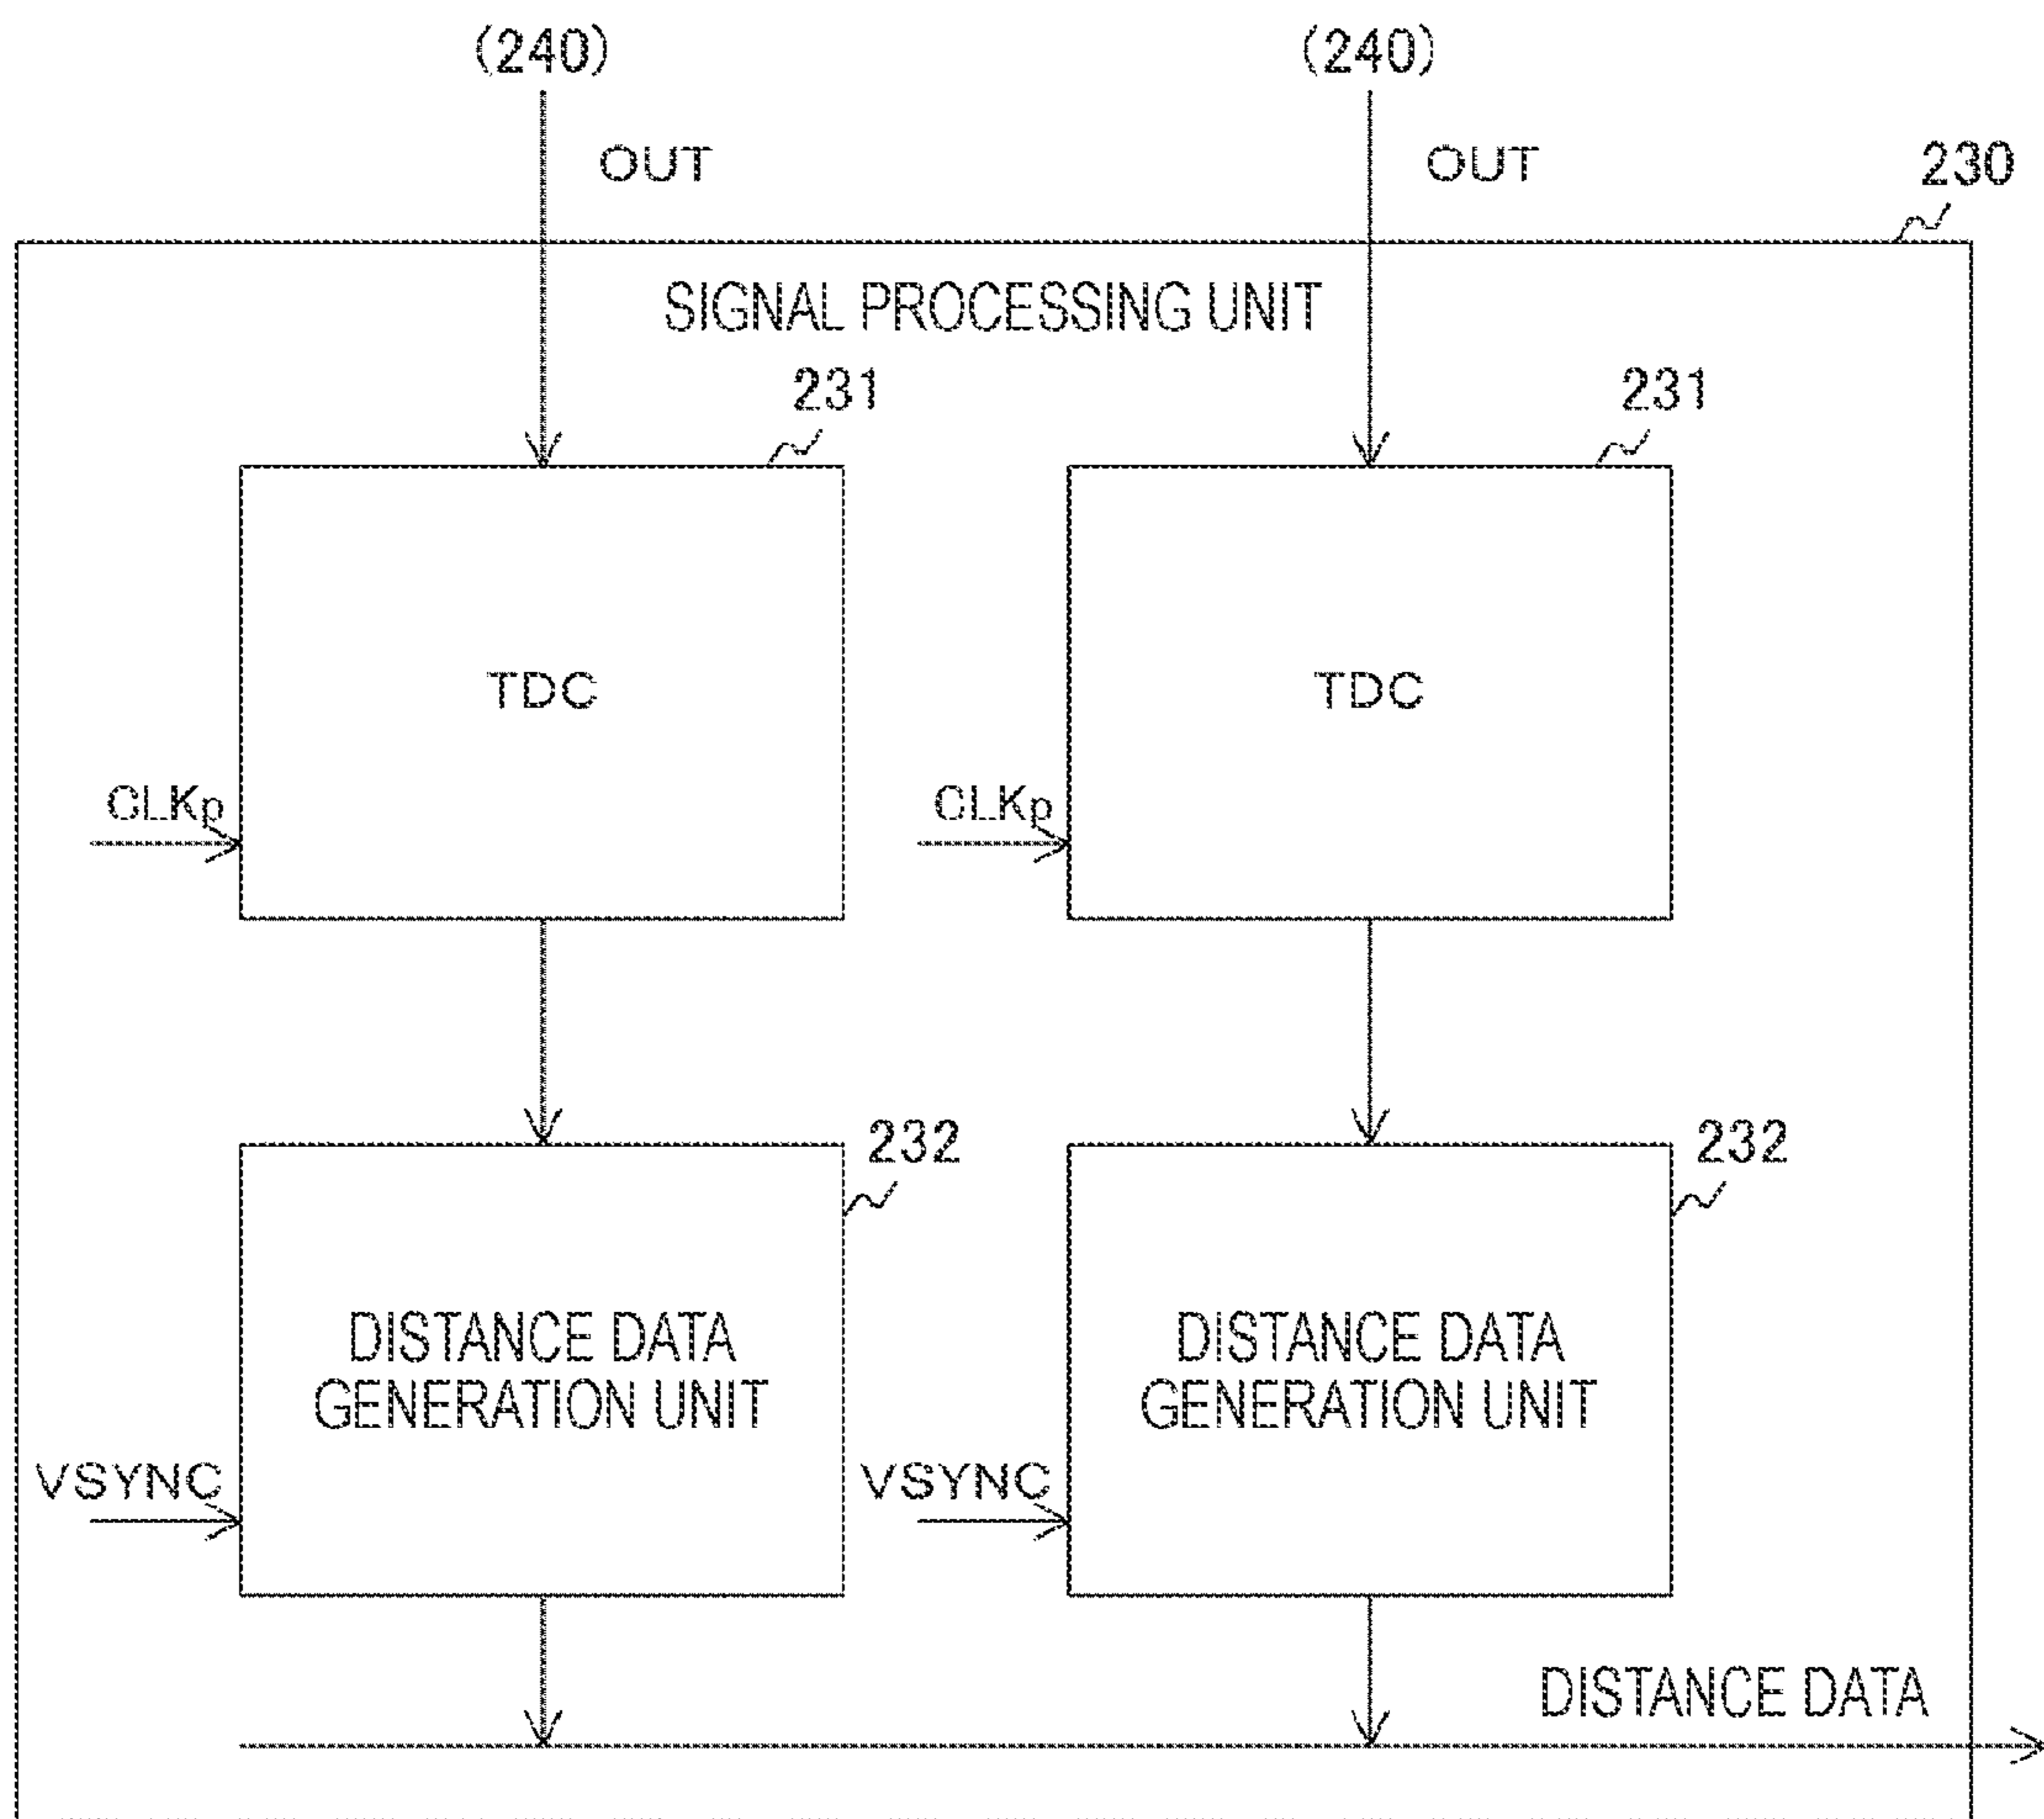 (240) (240)
OUT OUT
230
SIGNAL PROCESSING UNIT
231 231
TDC TDC
CLKp CLKp
232 232
DISTANCE DATA GENERATION UNIT
DISTANCE DATA GENERATION UNIT
VSYNC VSYNC
DISTANCE DATA